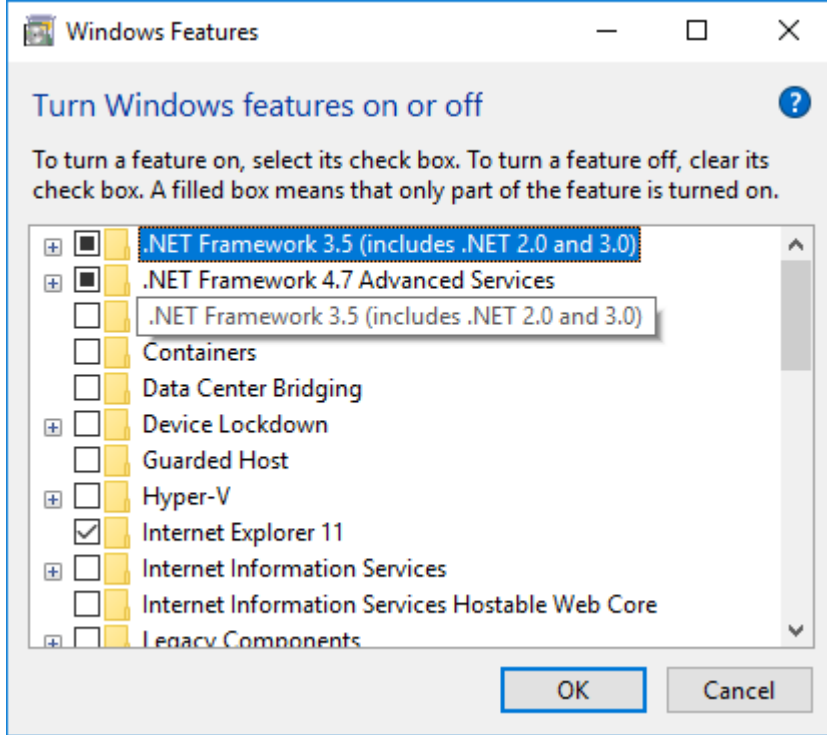 Windows Features
Turn Windows features on or off
?
To turn a feature on, select its check box. To turn a feature off, clear its
check box. A filled box means that only part of the feature is turned on.
.NET Framework 3.5 (includes .NET 2.0 and 3.0)
.NET Framework 4.7 Advanced Services
.NET Framework 3.5 (includes .NET 2.0 and 3.0)
Containers
Data Center Bridging
Device Lockdown
Guarded Host
Hyper-V
Internet Explorer 11
Internet Information Services
Internet Information Services Hostable Web Core
Legacy Components
OK
Cancel